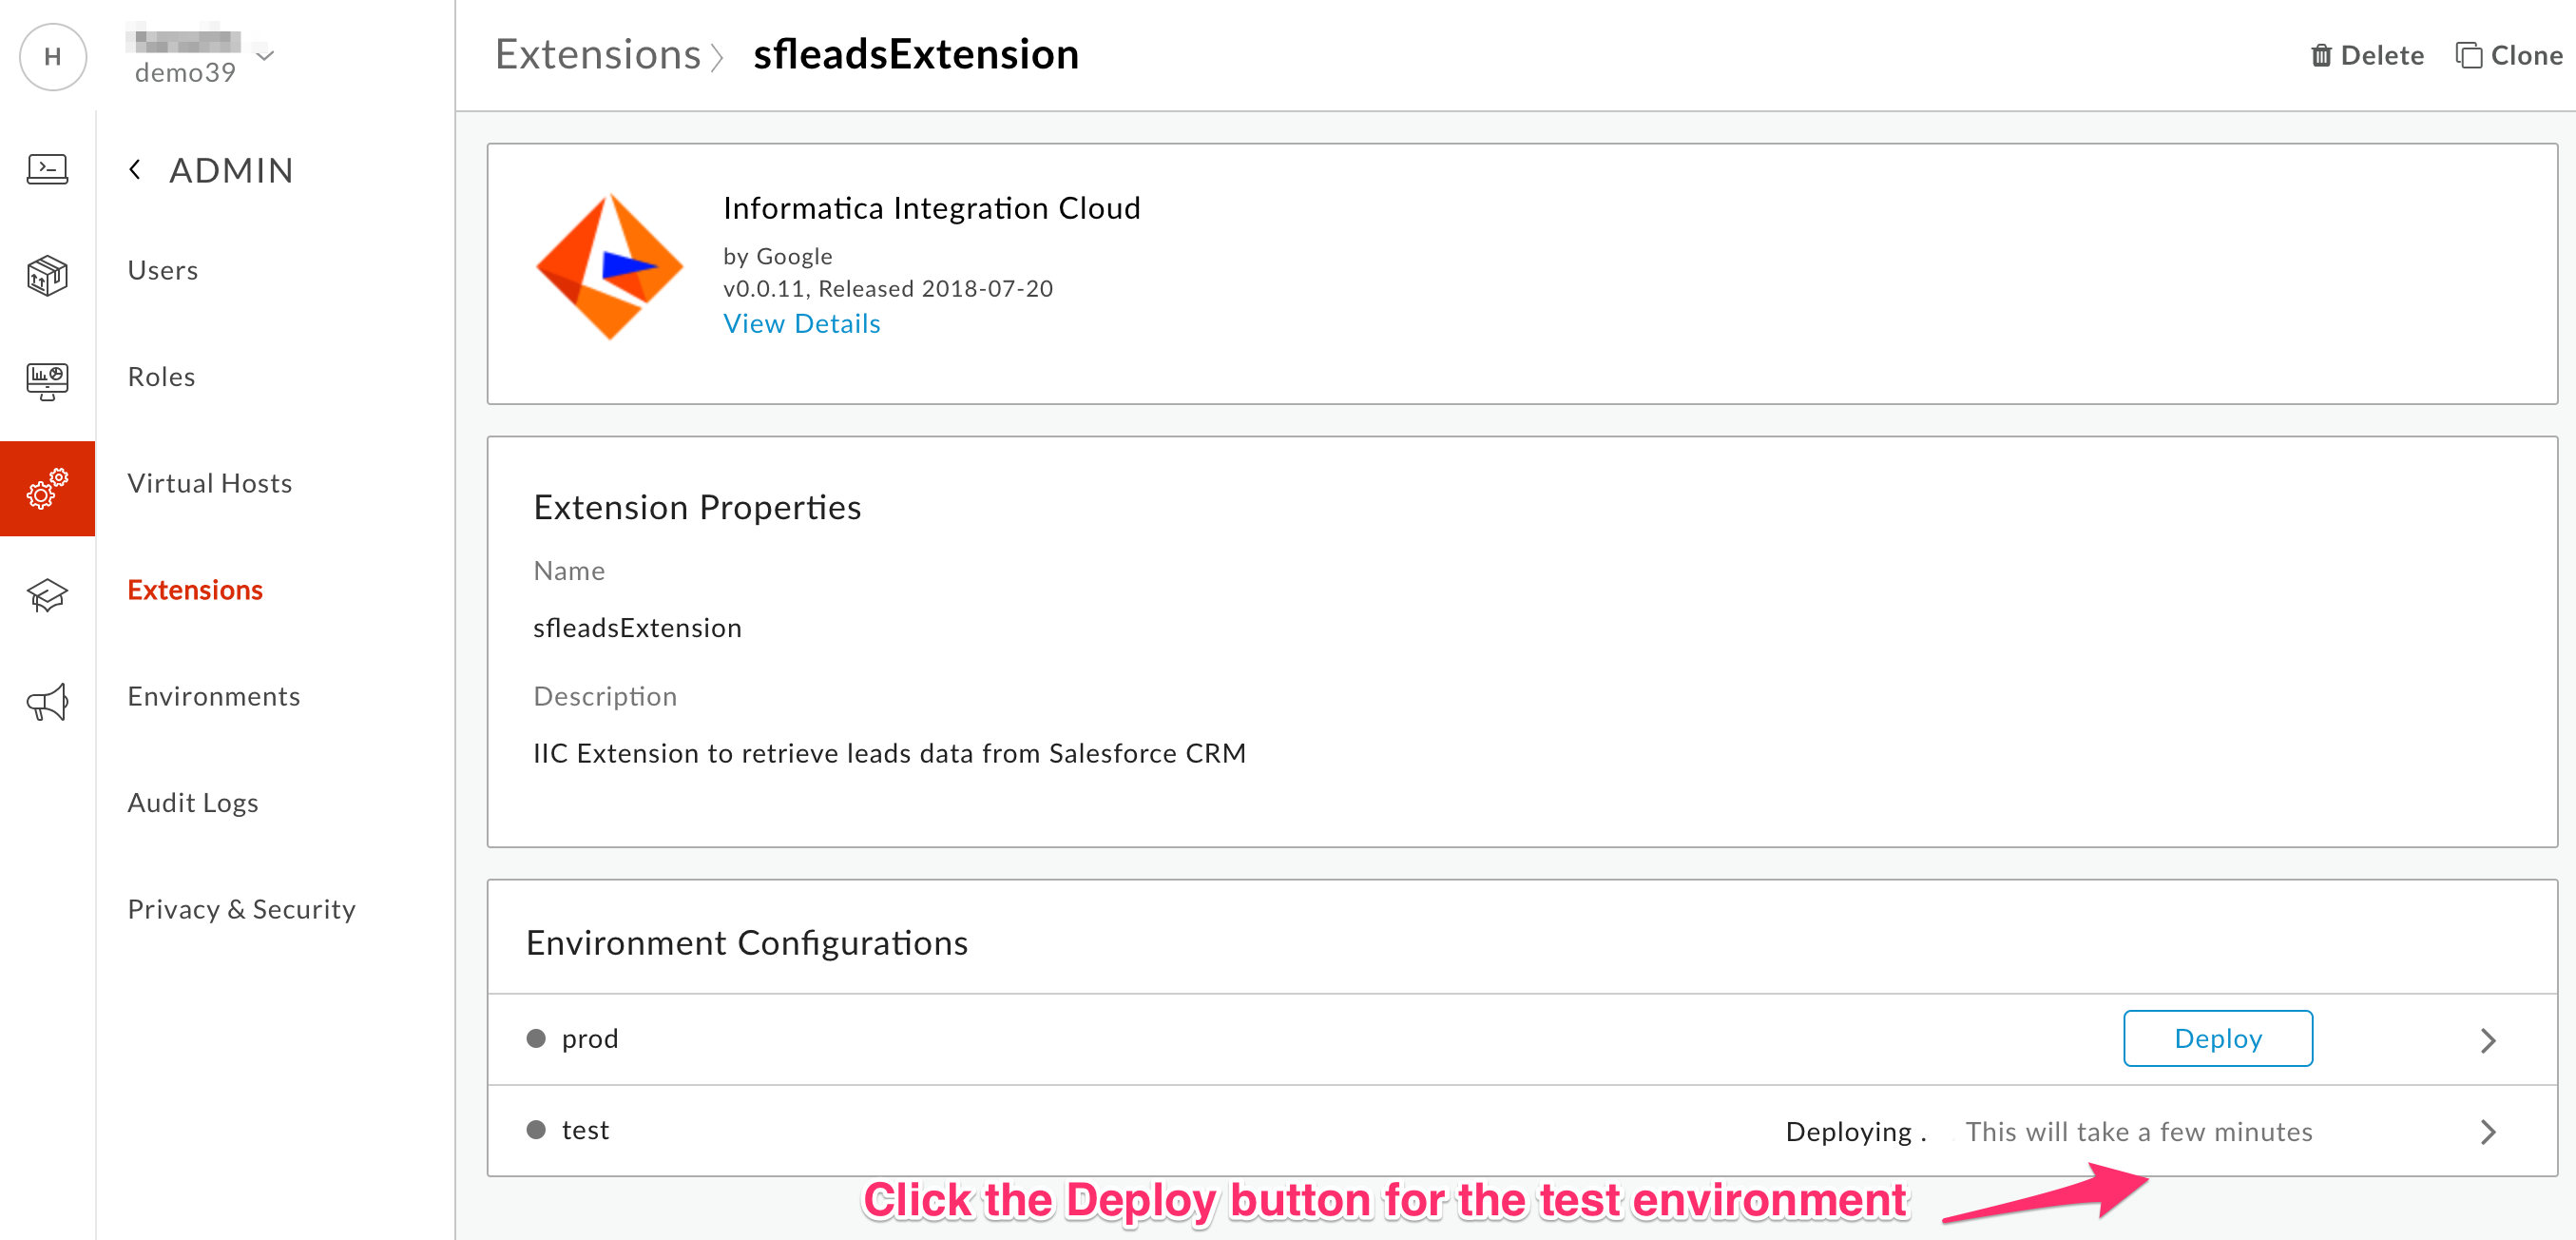 H
demo39
Extensions
sfleadsExtension
Delete
Clone
ADMIN
Users
Roles
Virtual Hosts
Extensions
Environments
Audit Logs
Privacy & Security
Informatica Integration Cloud
by Google
v0.0.11, Released 2018-07-20
View Details
Extension Properties
Name
sfleadsExtension
Description
IIC Extension to retrieve leads data from Salesforce CRM
Environment Configurations
prod
Deploy
test
Deploying .
This will take a few minutes
Click the Deploy button for the test environment